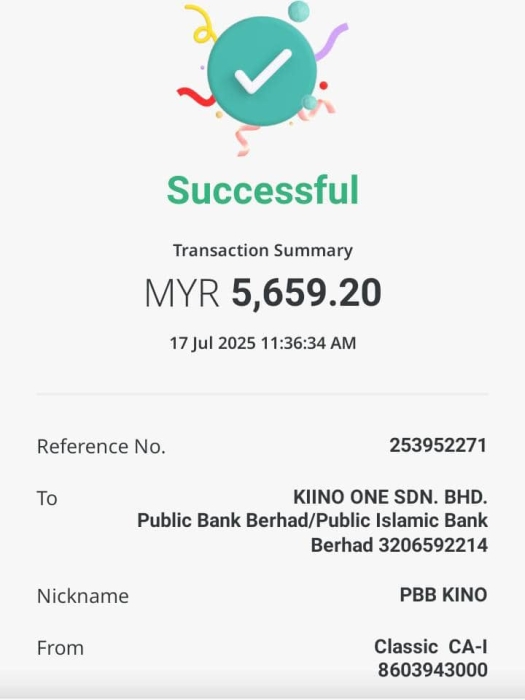 Successful
Transaction Summary
MYR 5,659.20
17 Jul 2025 11:36:34 AM
Reference No. 253952271
To KIINO ONE SDN. BHD.
Public Bank Berhad/Public Islamic Bank
Berhad 3206592214
Nickname PBB KINO
From Classic CA-I
8603943000